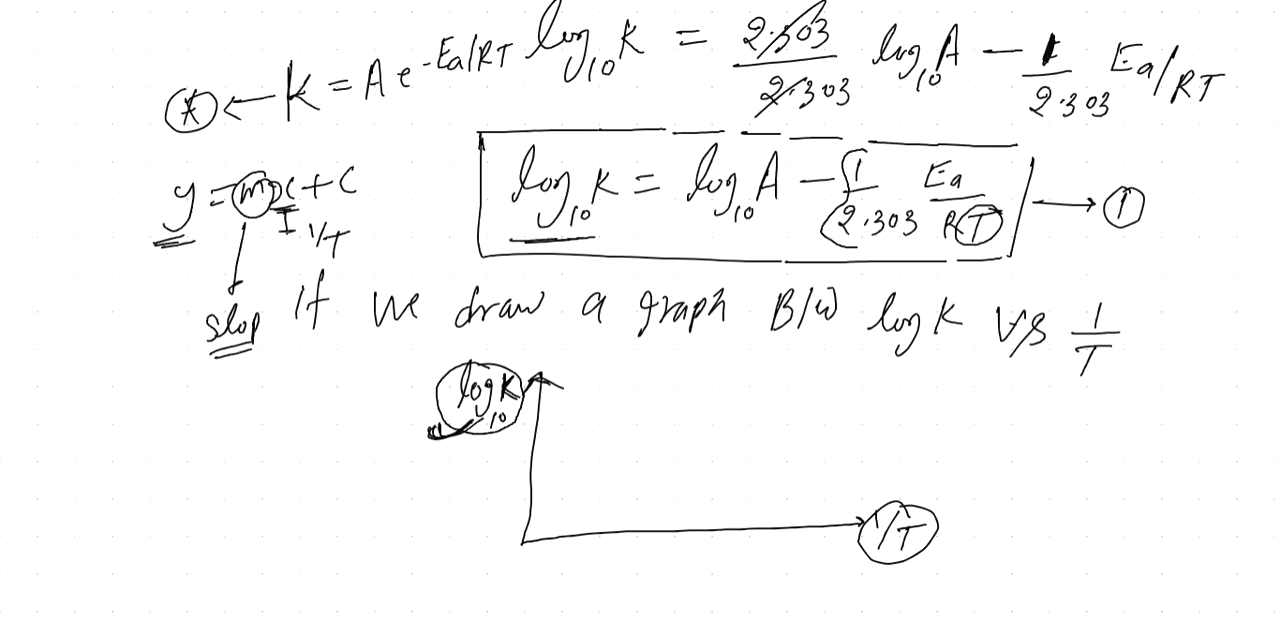 * ← K = A e^-Ea/RT log₁₀ K = 2.303/2.303 log₁₀ A - 1/2.303 Ea/RT
log₁₀ K = log₁₀ A - 1/2.303 Ea/RT → 1
y = mx + C
1/T
slop
if we draw a graph B/W log K vs 1/T
log₁₀ K
1/T